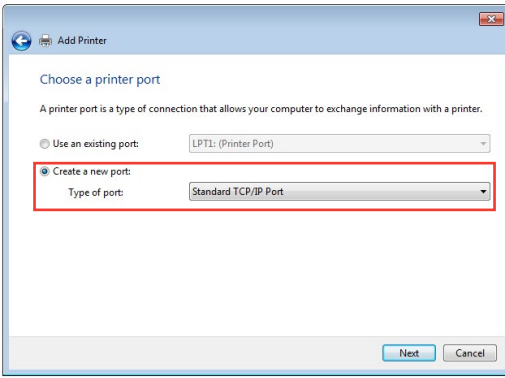 Add Printer
Choose a printer port
A printer port is a type of connection that allows your computer to exchange information with a printer.
Use an existing port: LPT1: (Printer Port)
Create a new port:
Type of port: Standard TCP/IP Port
Next Cancel